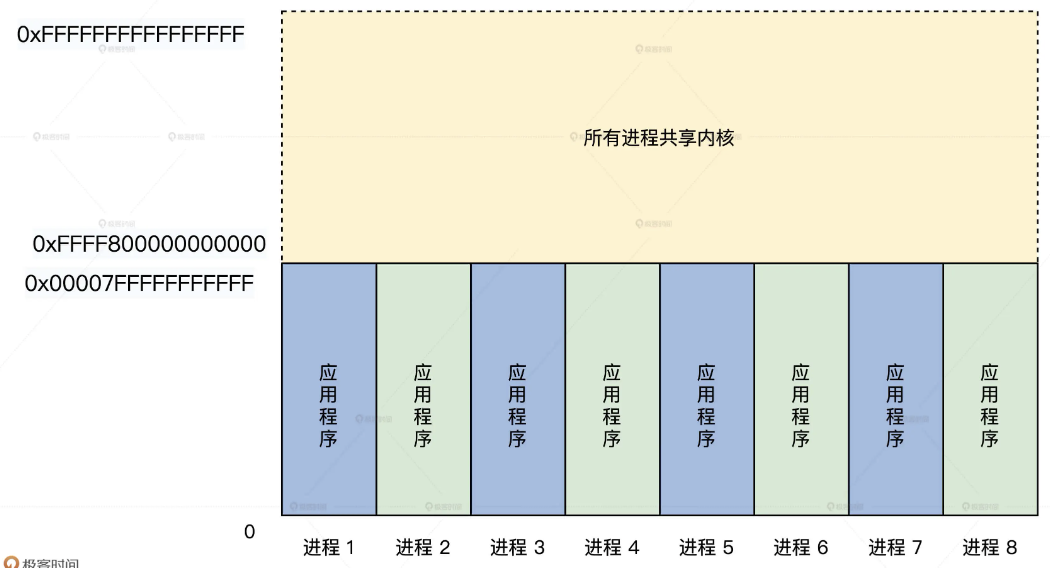 0xFFFFFFFFFFFFFFFF
所有进程共享内核
0xFFFF800000000000
0x00007FFFFFFFFFFF
应用程序
应用程序
应用程序
应用程序
应用程序
应用程序
应用程序
应用程序
0
进程 1
进程 2
进程 3
进程 4
进程 5
进程 6
进程 7
进程 8
极客时间